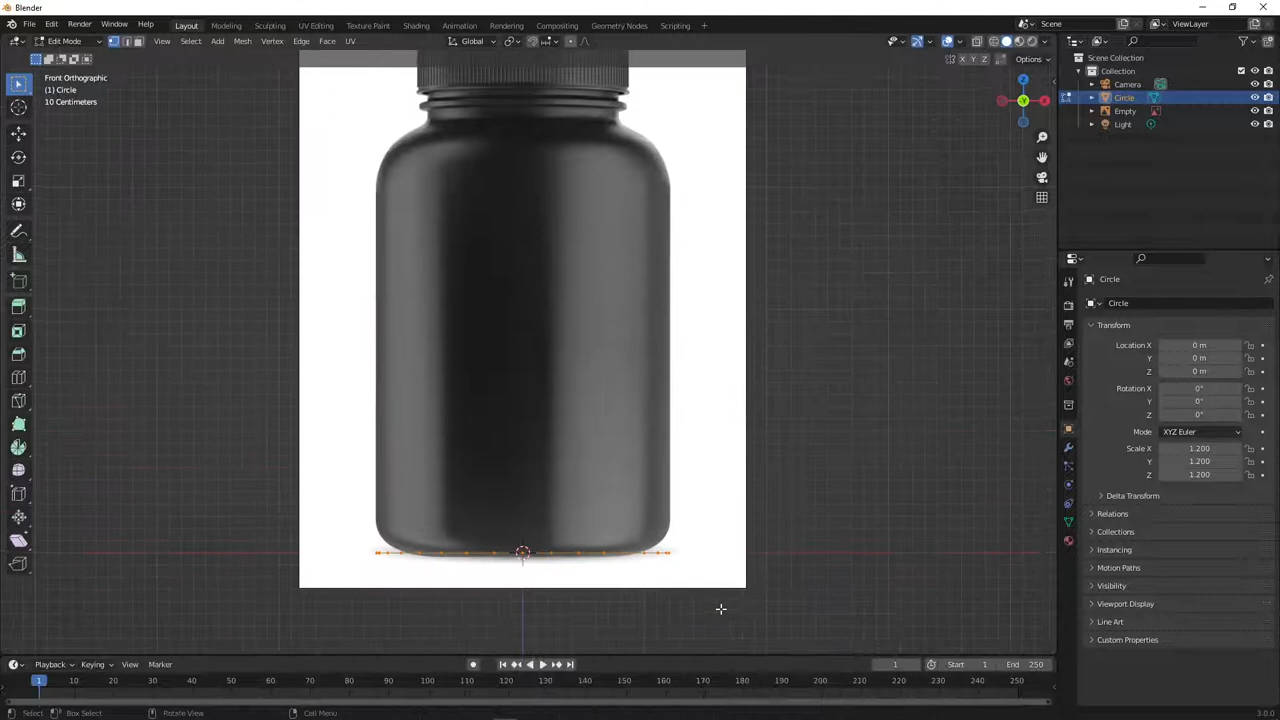 Blender
File Edit Render Window Help Layout Modeling Sculpting UV Editing Texture Paint Shading Animation Rendering Compositing Geometry Nodes Scripting + Scene ViewLayer
Edit Mode View Select Add Mesh Vertex Edge Face UV Global
X Y Z Options
Front Orthographic
(1) Circle
10 Centimeters
-Y X Z
Scene Collection
Collection
Camera
Circle
Empty
Light
Circle
Circle
Transform
Location X 0 m
Y 0 m
Z 0 m
Rotation X 0°
Y 0°
Z 0°
Mode XYZ Euler
Scale X 1.200
Y 1.200
Z 1.200
Delta Transform
Relations
Collections
Instancing
Motion Paths
Visibility
Viewport Display
Line Art
Custom Properties
Playback Keying View Marker 1 Start 1 End 250
1 10 20 30 40 50 60 70 80 90 100 110 120 130 140 150 160 170 180 190 200 210 220 230 240 250
Select Box Select Rotate View Call Menu 3.0.0